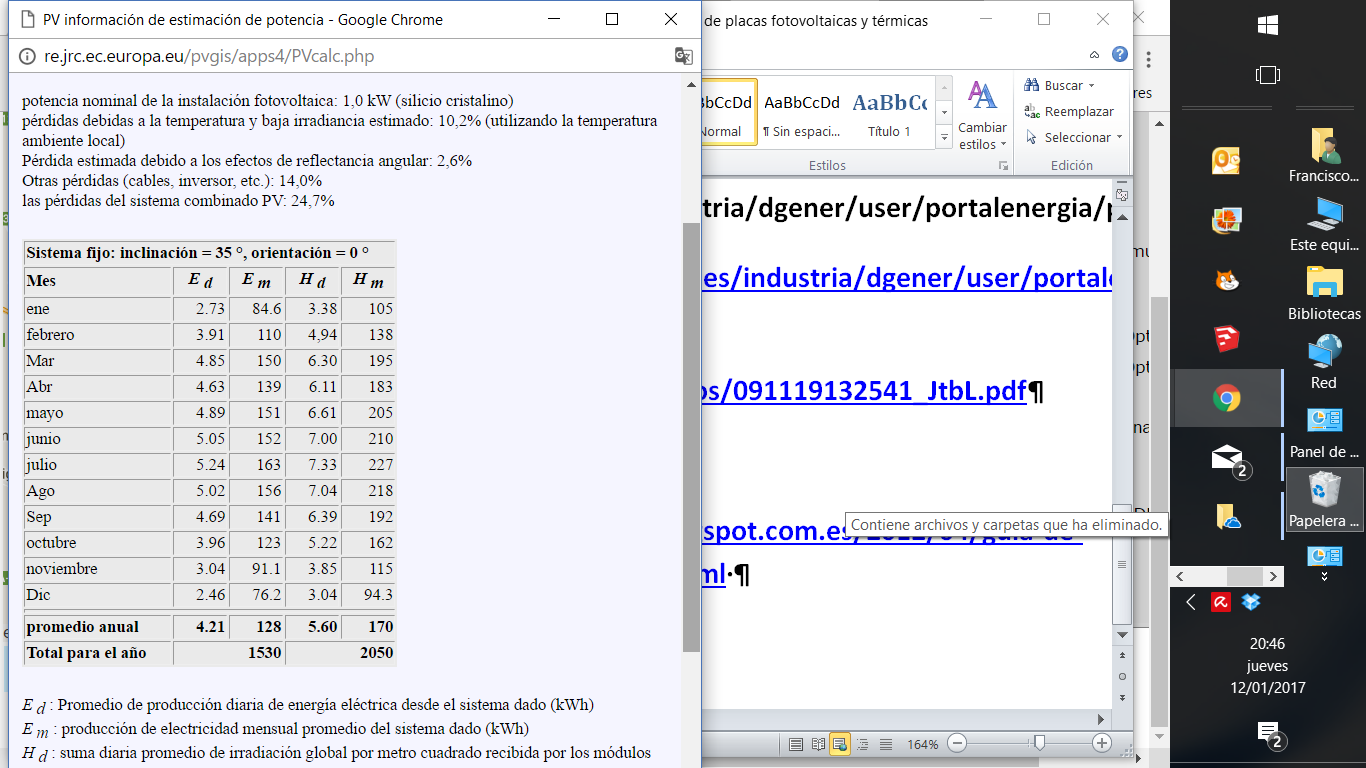 PV información de estimación de potencia - Google Chrome
re.jrc.ec.europa.eu/pvgis/apps4/PVcalc.php
potencia nominal de la instalación fotovoltaica: 1,0 kW (silicio cristalino)
pérdidas debidas a la temperatura y baja irradiancia estimado: 10,2% (utilizando la temperatura
ambiente local)
Pérdida estimada debido a los efectos de reflectancia angular: 2,6%
Otras pérdidas (cables, inversor, etc.): 14,0%
las pérdidas del sistema combinado PV: 24,7%
Sistema fijo: inclinación = 35 °, orientación = 0 °
Mes E d E m H d H m
ene 2.73 84.6 3.38 105
febrero 3.91 110 4,94 138
Mar 4.85 150 6.30 195
Abr 4.63 139 6.11 183
mayo 4.89 151 6.61 205
junio 5.05 152 7.00 210
julio 5.24 163 7.33 227
Ago 5.02 156 7.04 218
Sep 4.69 141 6.39 192
octubre 3.96 123 5.22 162
noviembre 3.04 91.1 3.85 115
Dic 2.46 76.2 3.04 94.3
promedio anual 4.21 128 5.60 170
Total para el año 1530 2050
E d : Promedio de producción diaria de energía eléctrica desde el sistema dado (kWh)
E m : producción de electricidad mensual promedio del sistema dado (kWh)
H d : suma diaria promedio de irradiación global por metro cuadrado recibida por los módulos
de placas fotovoltaicas y térmicas
bCcDd AaBbCcDd AaBbCc
Normal ¶ Sin espaci... Título 1
Cambiar
estilos
Estilos
Buscar
Reemplazar
Seleccionar
Edición
tria/dgener/user/portalenergia/p
es/industria/dgener/user/portale
os/091119132541_JtbL.pdf¶
spot.com.es/2012/04/guia-de-
ml·¶
Contiene archivos y carpetas que ha eliminado.
164%
Francisco...
Este equi...
Bibliotecas
Red
Panel de ...
Papelera ...
2
20:46
jueves
12/01/2017
2